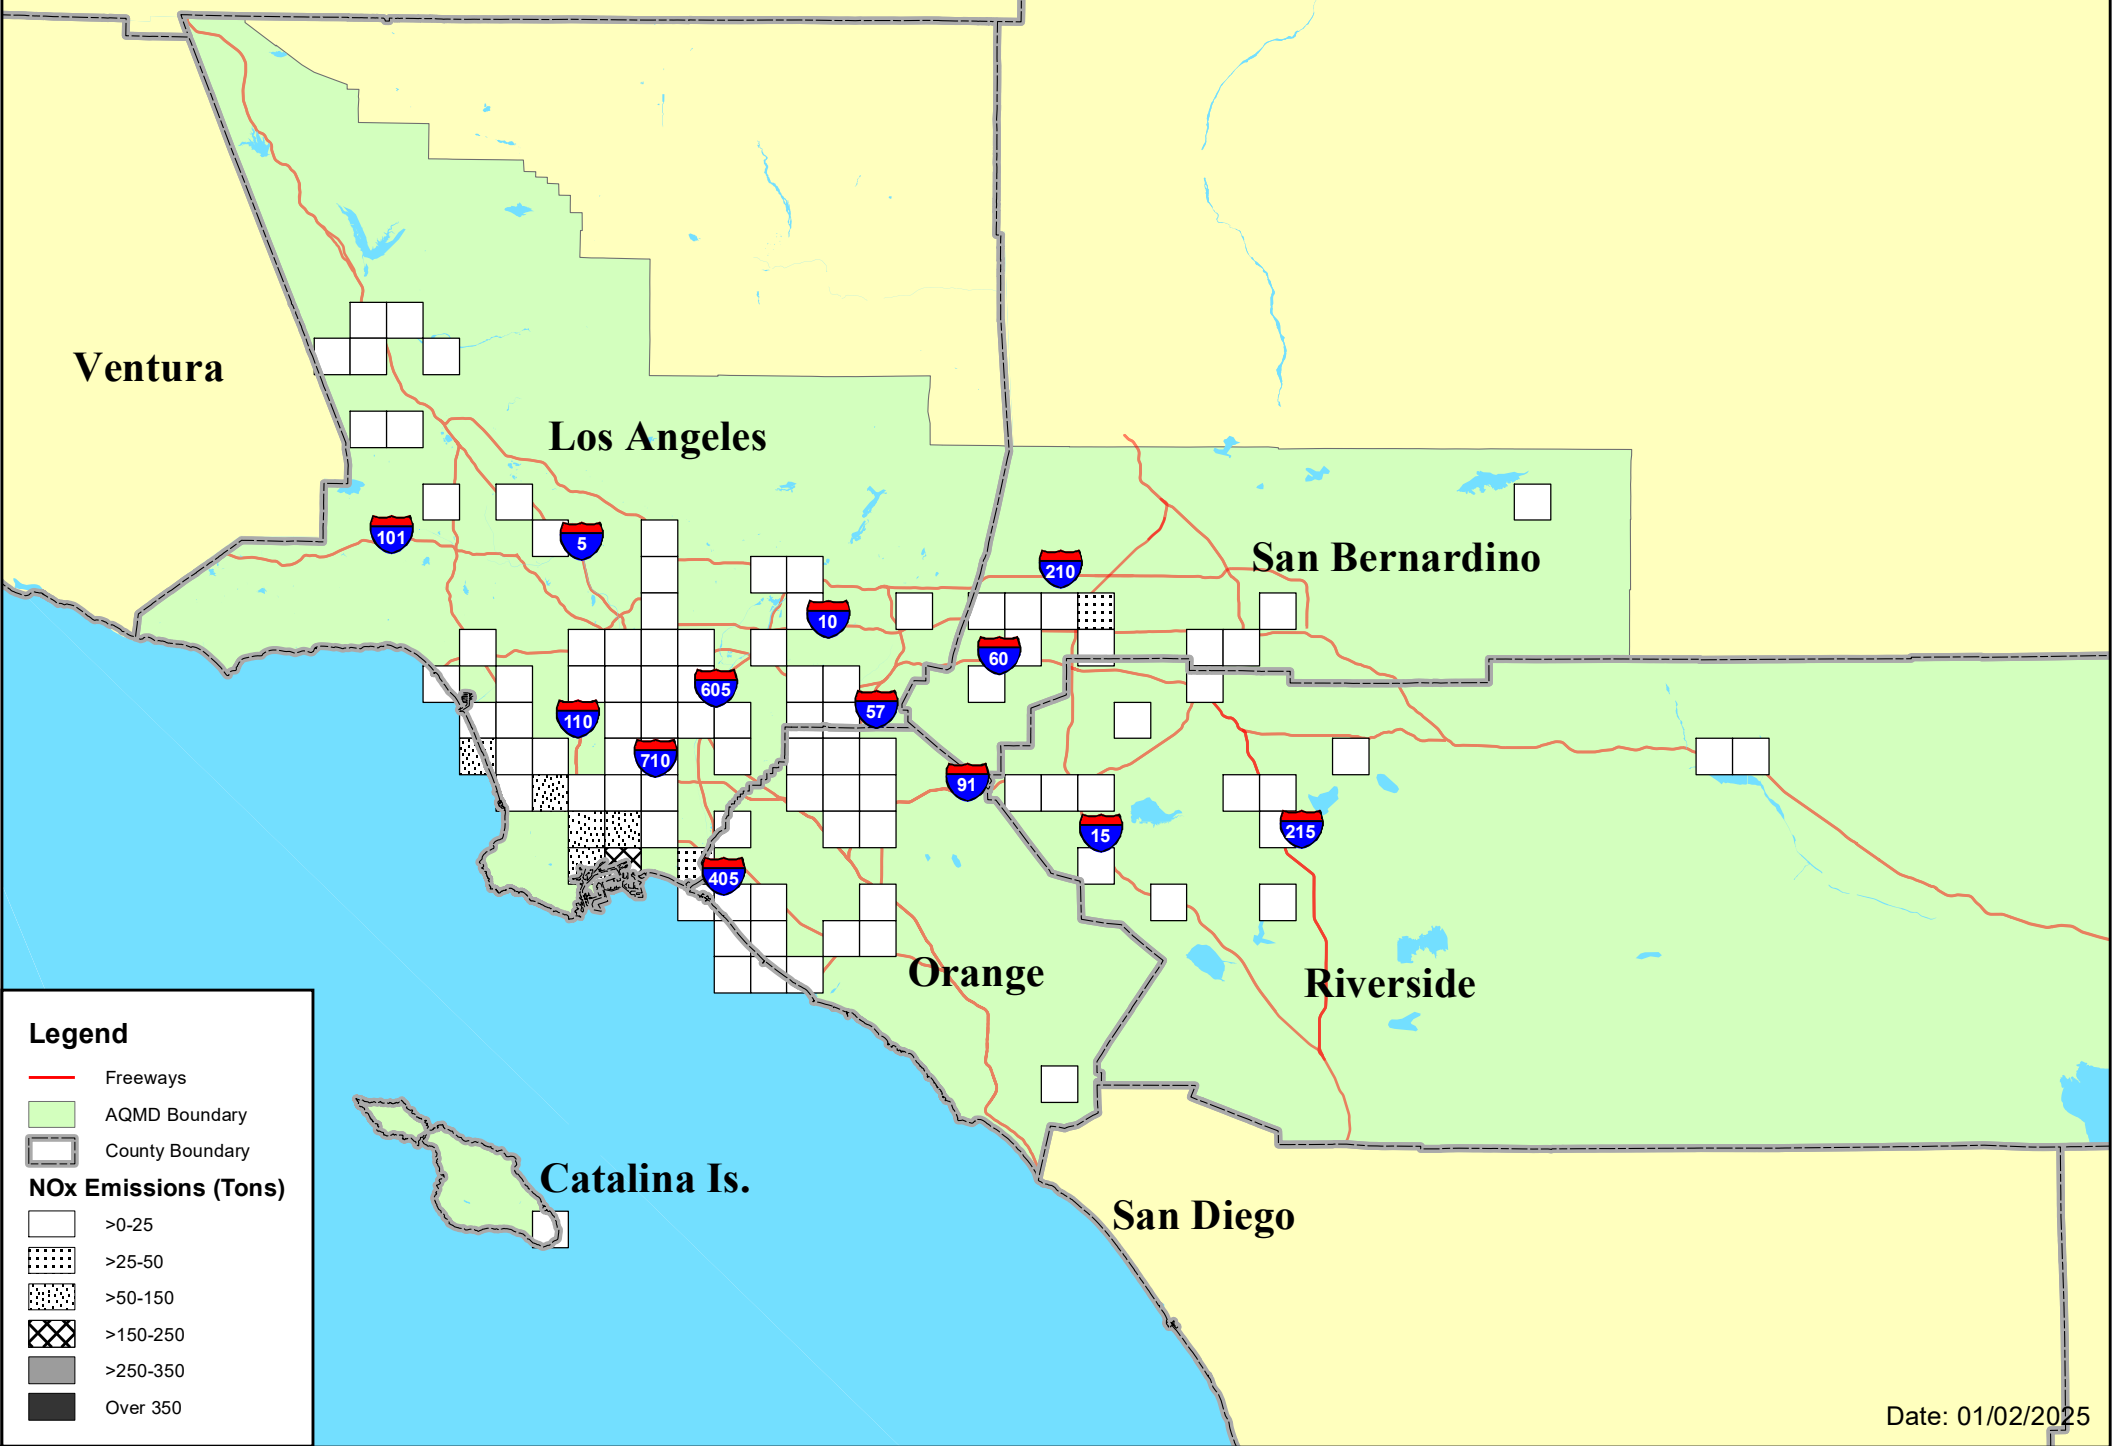 Ventura
Los Angeles
101
5
210
San Bernardino
10
60
605
57
110
710
91
15
215
405
Orange
Riverside
Legend
Freeways
AQMD Boundary
County Boundary
NOx Emissions (Tons)
>0-25
>25-50
>50-150
>150-250
>250-350
Over 350
Catalina Is.
San Diego
Date: 01/02/2025